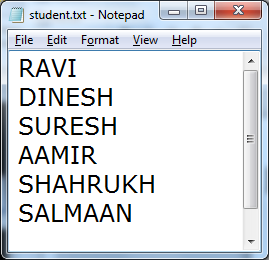 student.txt - Notepad
File Edit Format View Help
RAVI
DINESH
SURESH
AAMIR
SHAHRUKH
SALMAAN